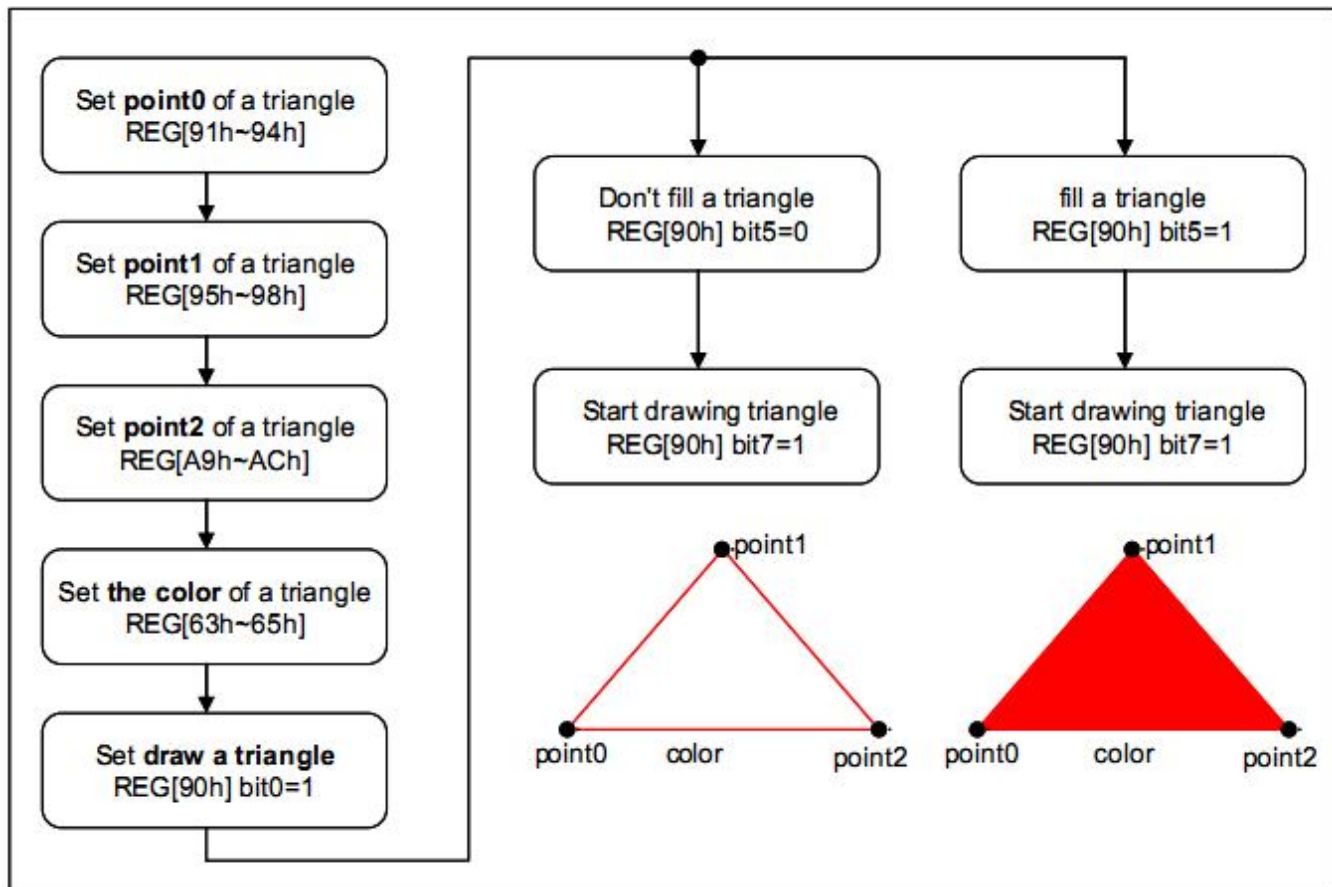 Set point0 of a triangle
REG[91h~94h]
Set point1 of a triangle
REG[95h~98h]
Set point2 of a triangle
REG[A9h~ACh]
Set the color of a triangle
REG[63h~65h]
Set draw a triangle
REG[90h] bit0=1
Don't fill a triangle
REG[90h] bit5=0
Start drawing triangle
REG[90h] bit7=1
point1
point0
color
point2
fill a triangle
REG[90h] bit5=1
Start drawing triangle
REG[90h] bit7=1
point1
point0
color
point2